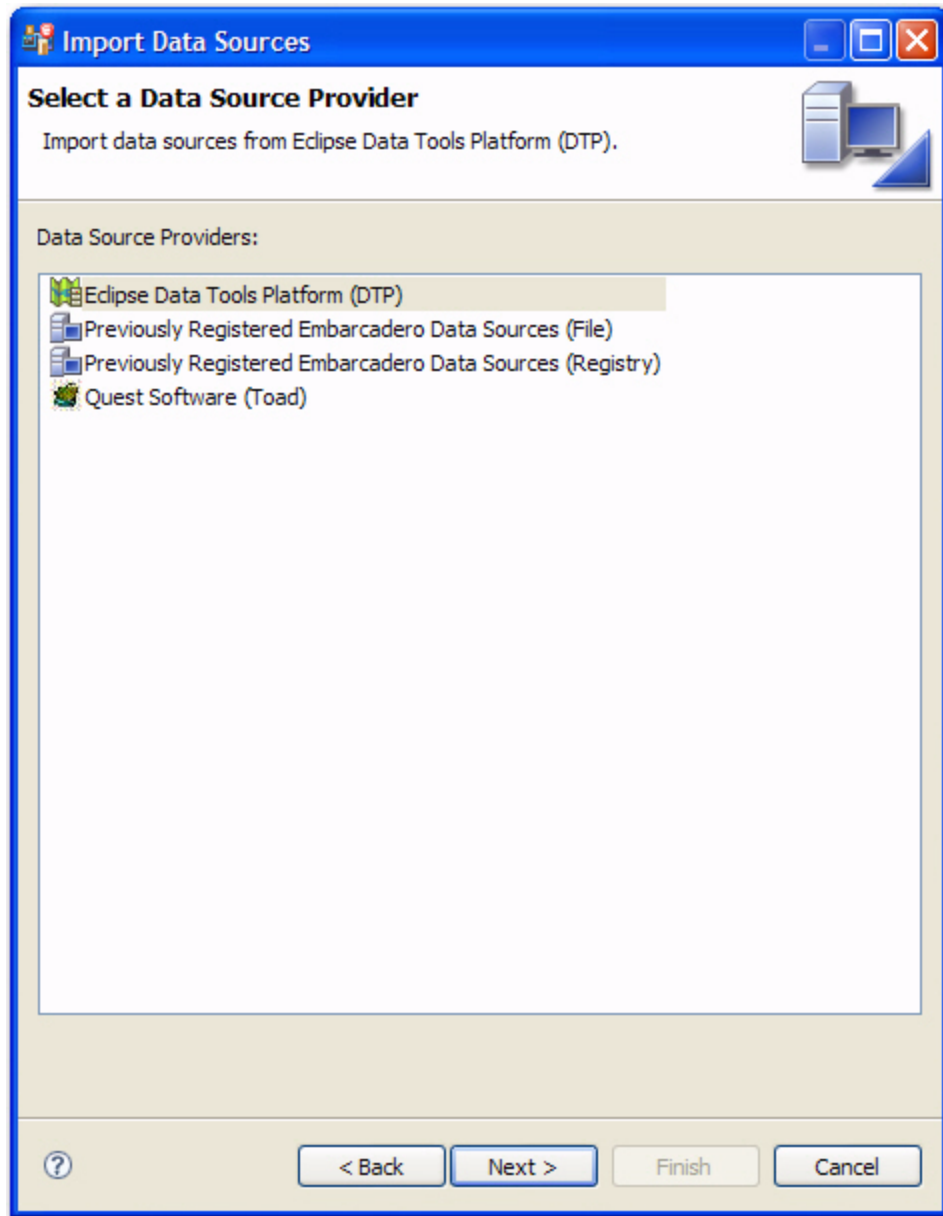 Import Data Sources
Select a Data Source Provider
Import data sources from Eclipse Data Tools Platform (DTP).
Data Source Providers:
Eclipse Data Tools Platform (DTP)
Previously Registered Embarcadero Data Sources (File)
Previously Registered Embarcadero Data Sources (Registry)
Quest Software (Toad)
? < Back Next > Finish Cancel